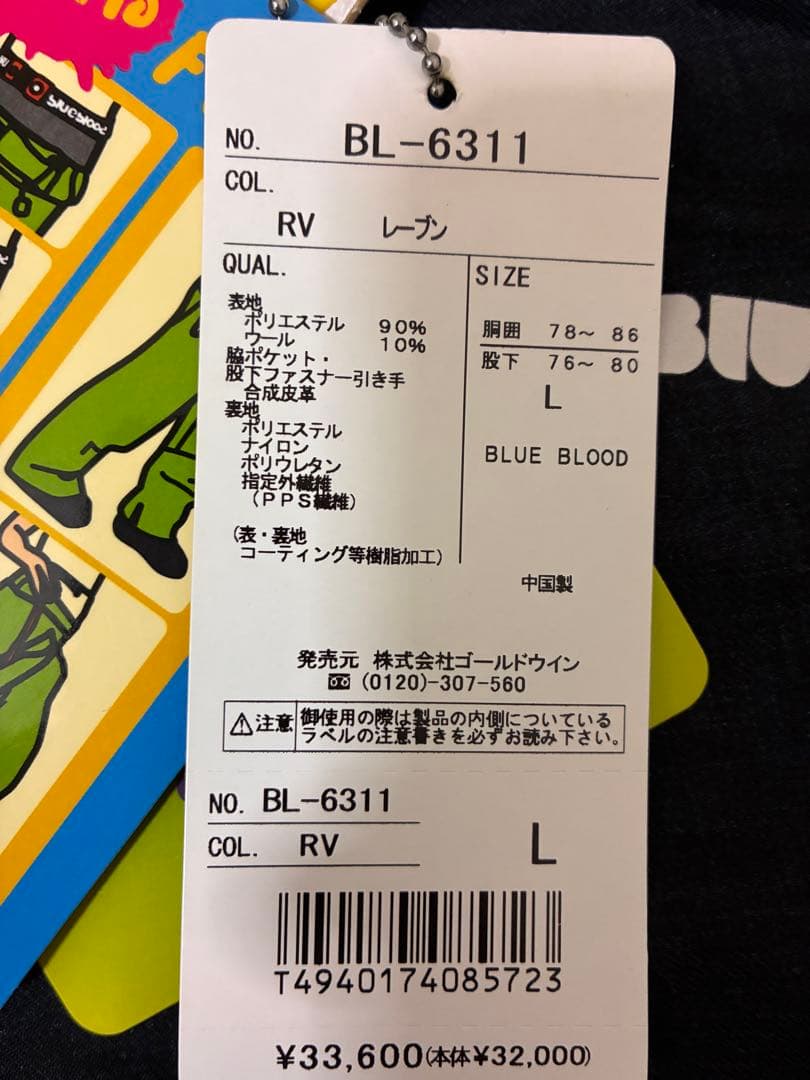 blueblood
NO. BL-6311
COL.
RV レーブン
QUAL.
表地
ポリエステル 90%
ウール 10%
脇ポケット・
股下ファスナー引き手
合成皮革
裏地
ポリエステル
ナイロン
ポリウレタン
指定外繊維
(PPS繊維)
(表・裏地
コーティング等樹脂加工)
SIZE
胴囲 78~ 86
股下 76~ 80
L
BLUE BLOOD
中国製
発売元 株式会社ゴールドウイン
(0120)-307-560
注意 御使用の際は製品の内側についている
ラベルの注意書きを必ずお読み下さい。
NO. BL-6311
COL. RV L
T4940174085723
¥33,600(本体¥32,000)